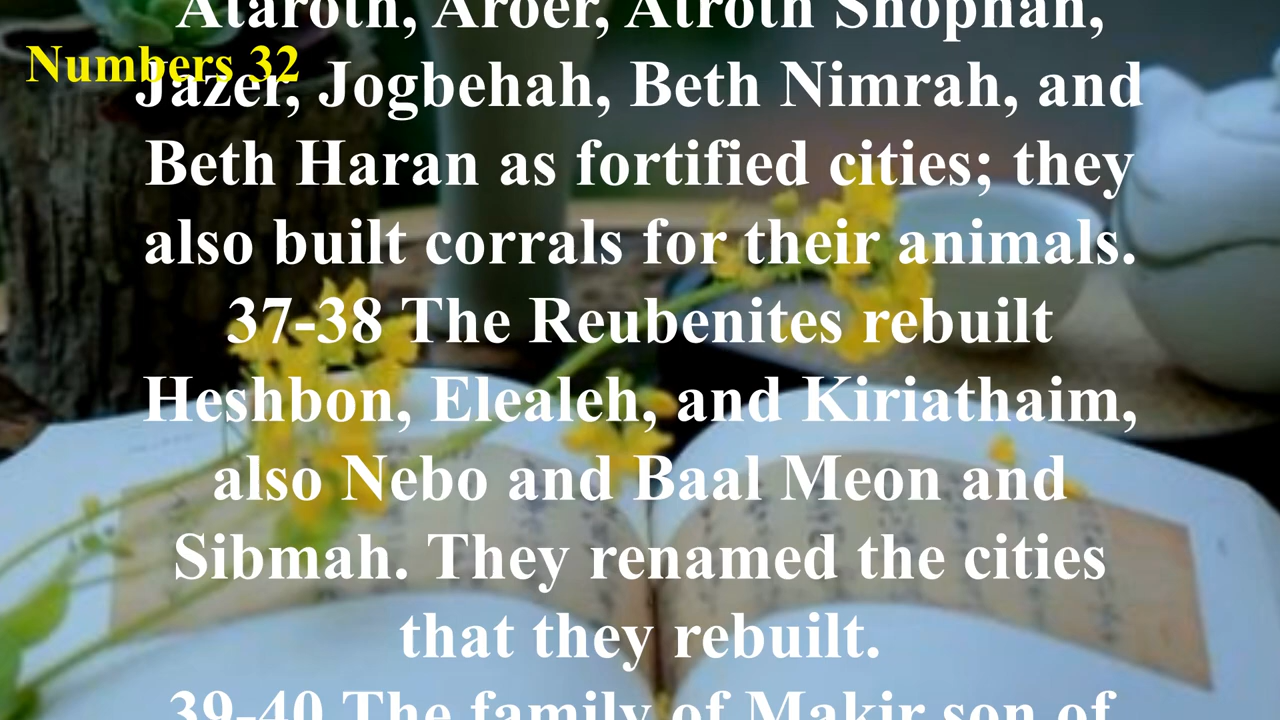 Ataroth, Aroer, Atroth Shophan,
Numbers 32
Jazer, Jogbehah, Beth Nimrah, and
Beth Haran as fortified cities; they
also built corrals for their animals.
37-38 The Reubenites rebuilt
Heshbon, Elealeh, and Kiriathaim,
also Nebo and Baal Meon and
Sibmah. They renamed the cities
that they rebuilt.
39-40 The family of Makir son of